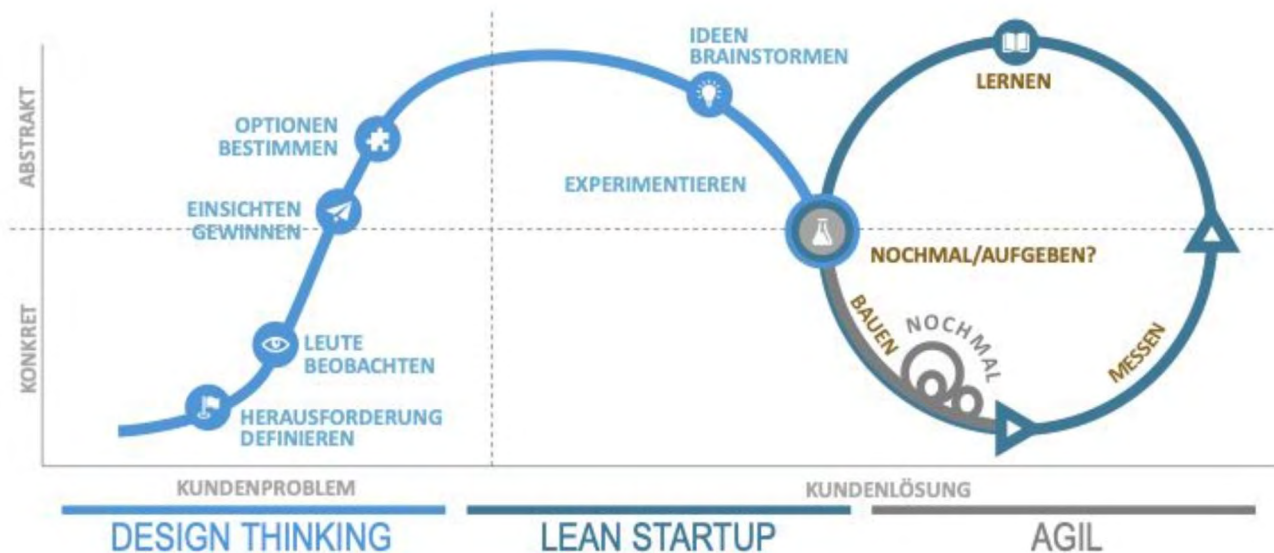 ABSTRAKT
KONKRET
IDEEN
BRAINSTORMEN
OPTIONEN
BESTIMMEN
EXPERIMENTIEREN
EINSICHTEN
GEWINNEN
LEUTE
BEOBACHTEN
HERAUSFORDERUNG
DEFINIEREN
LERNEN
NOCHMAL/AUFGEBEN?
BAUEN
NOCHMAL
MESSEN
KUNDENPROBLEM
KUNDENLÖSUNG
DESIGN THINKING
LEAN STARTUP
AGIL